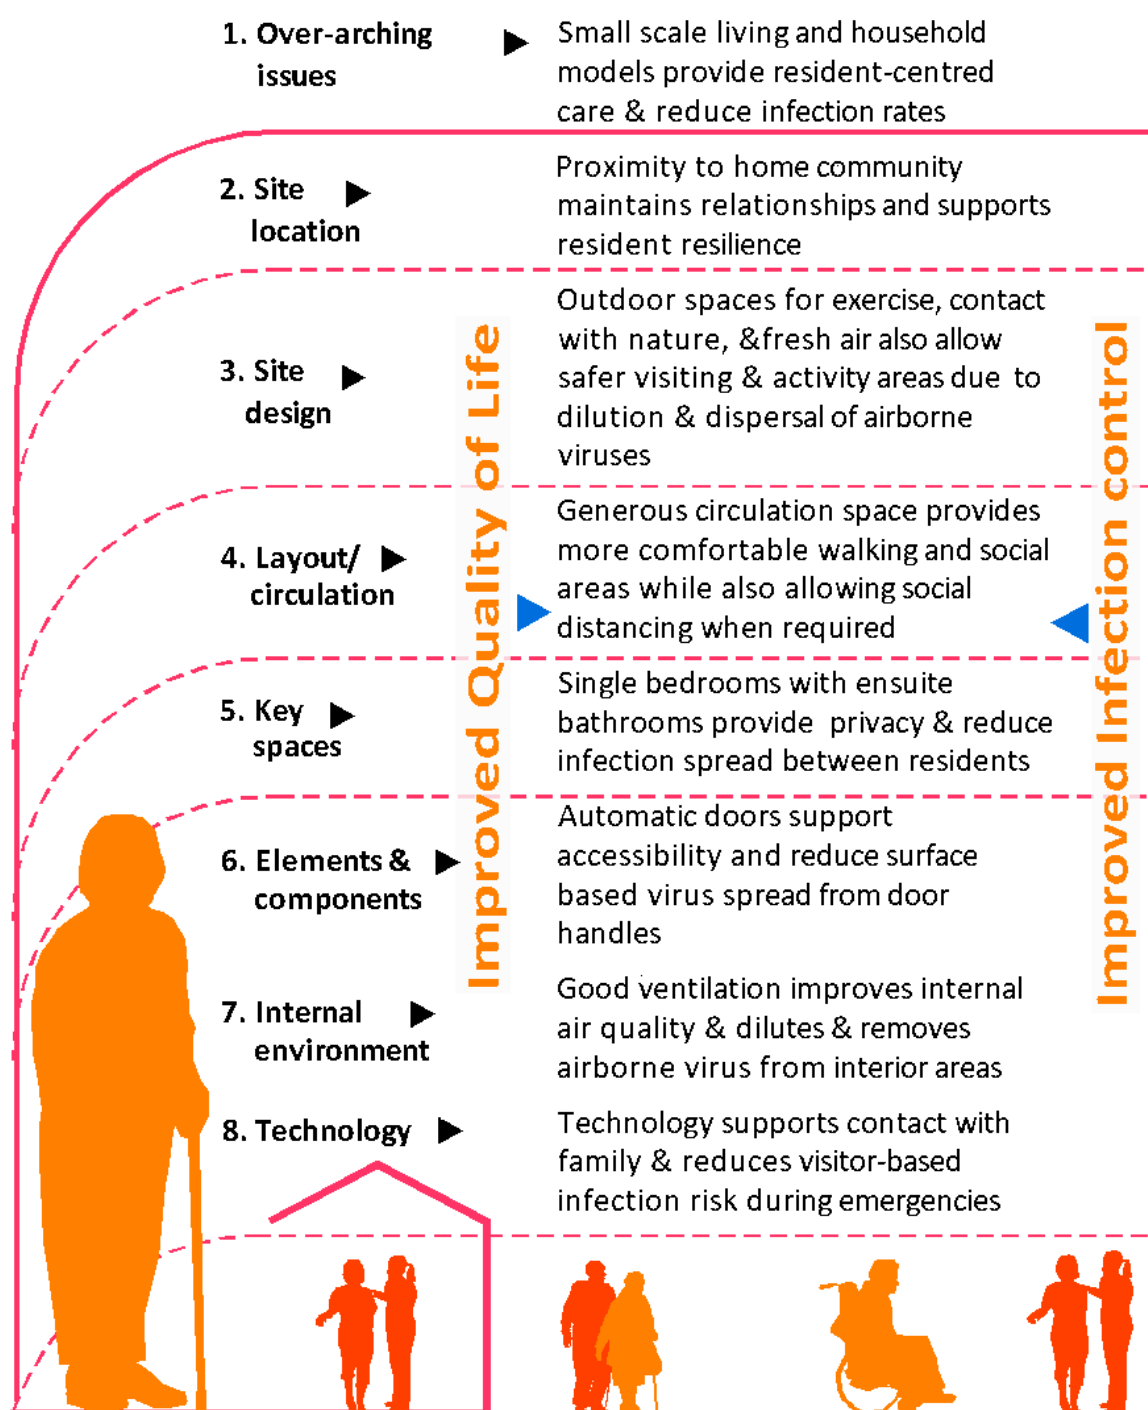 1. Over-arching
issues
Small scale living and household
models provide resident-centred
care & reduce infection rates
2. Site
location
Proximity to home community
maintains relationships and supports
resident resilience
3. Site
design
Outdoor spaces for exercise, contact
with nature, &fresh air also allow
safer visiting & activity areas due to
dilution & dispersal of airborne
viruses
4. Layout/
circulation
Generous circulation space provides
more comfortable walking and social
areas while also allowing social
distancing when required
5. Key
spaces
Single bedrooms with ensuite
bathrooms provide privacy & reduce
infection spread between residents
6. Elements &
components
Automatic doors support
accessibility and reduce surface
based virus spread from door
handles
7. Internal
environment
Good ventilation improves internal
air quality & dilutes & removes
airborne virus from interior areas
8. Technology
Technology supports contact with
family & reduces visitor-based
infection risk during emergencies
Improved Quality of Life
Improved Infection control